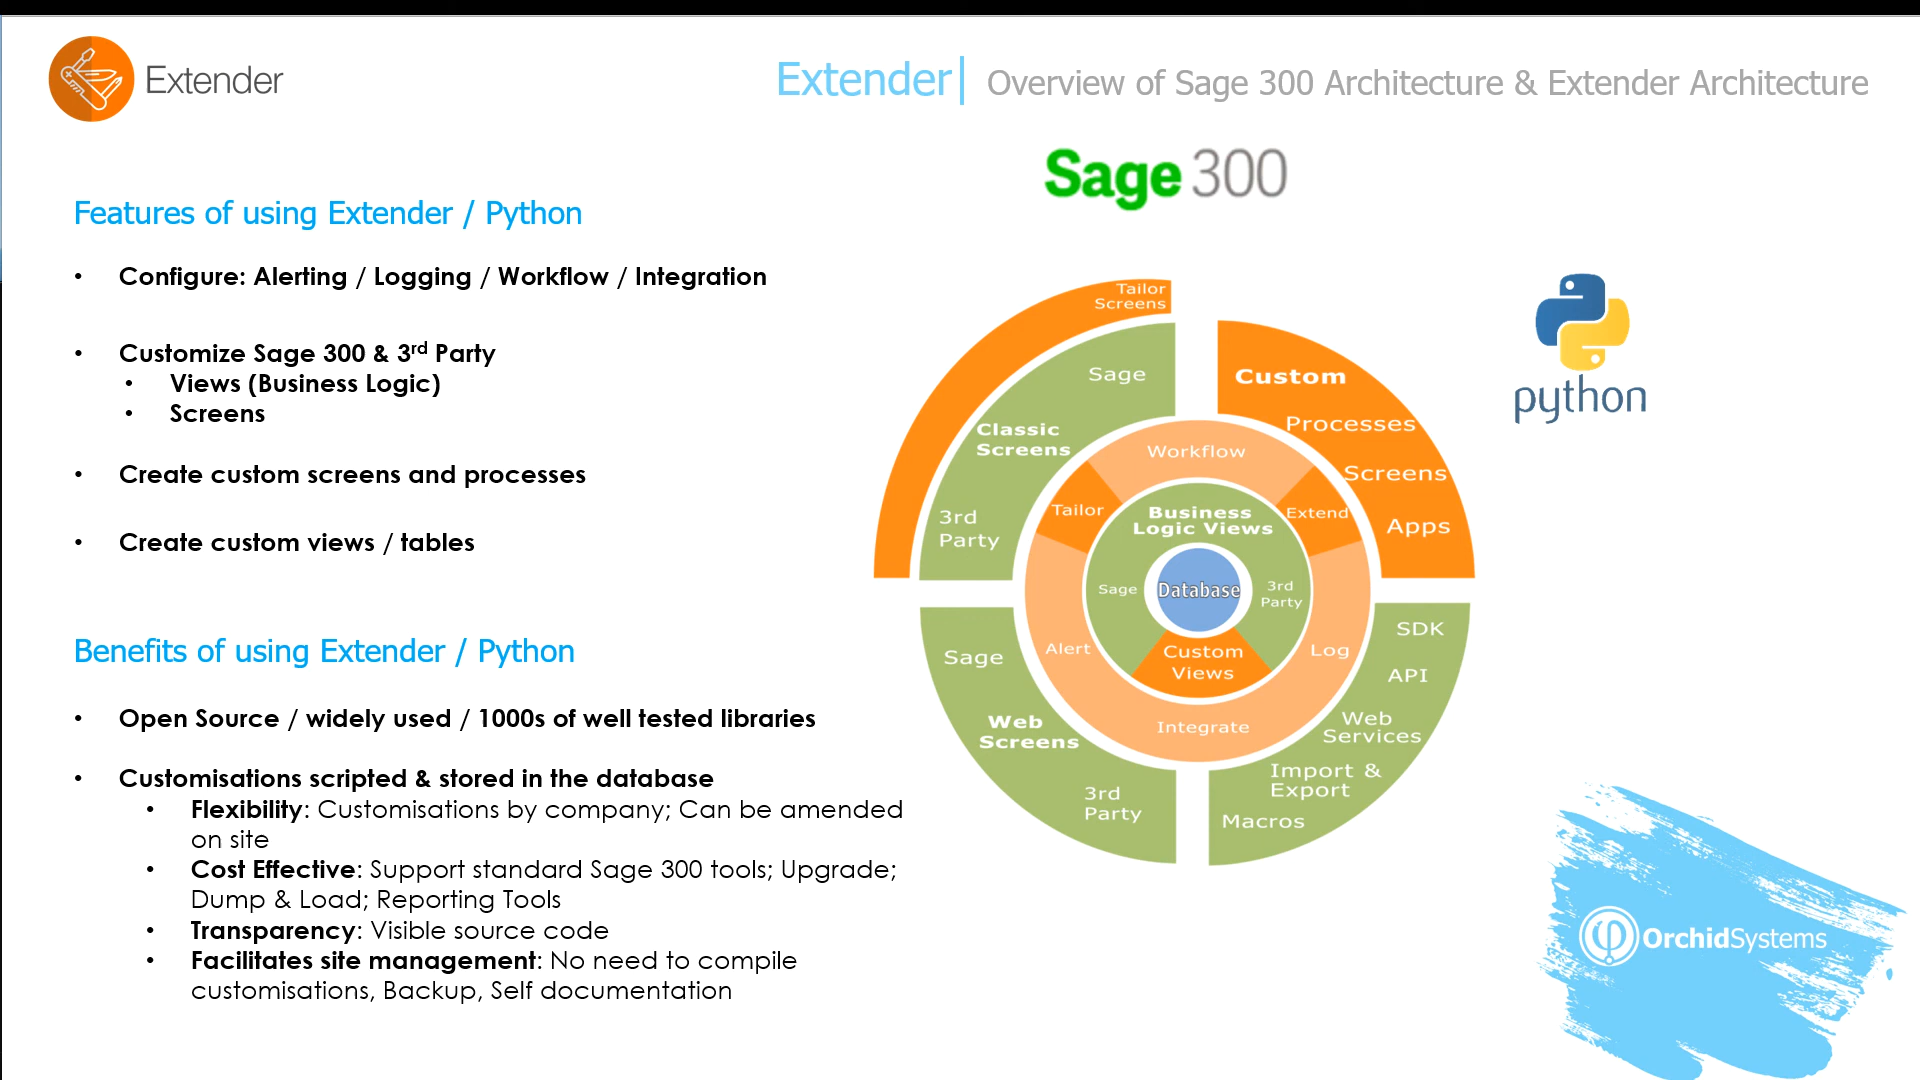 Extender
Extender| Overview of Sage 300 Architecture & Extender Architecture
Sage 300
Features of using Extender / Python
• Configure: Alerting / Logging / Workflow / Integration
• Customize Sage 300 & 3rd Party
• Views (Business Logic)
• Screens
• Create custom screens and processes
• Create custom views / tables
Benefits of using Extender / Python
• Open Source / widely used / 1000s of well tested libraries
• Customisations scripted & stored in the database
• Flexibility: Customisations by company; Can be amended
on site
• Cost Effective: Support standard Sage 300 tools; Upgrade;
Dump & Load; Reporting Tools
• Transparency: Visible source code
• Facilitates site management: No need to compile
customisations, Backup, Self documentation
Tailor
Screens
Sage
Classic
Screens
3rd
Party
Custom
Processes
Screens
Apps
Workflow
Tailor
Extend
Business
Logic Views
Sage
Database
3rd
Party
Custom
Views
Alert
Log
Integrate
Sage
Web
Screens
3rd
Party
SDK
API
Web
Services
Import &
Export
Macros
python
OrchidSystems